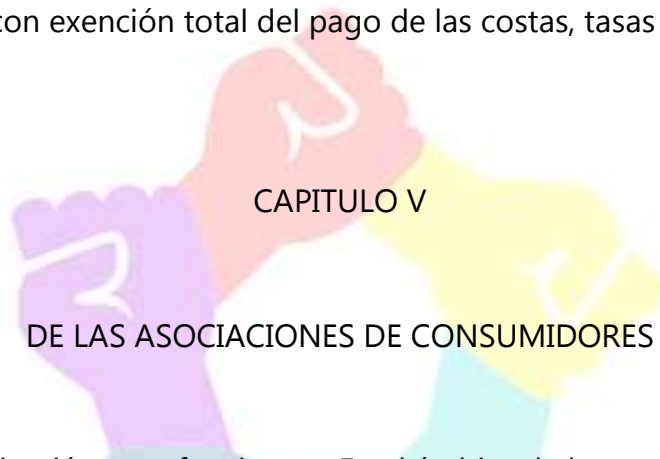 con exención total del pago de las costas, tasas
CAPITULO V
DE LAS ASOCIACIONES DE CONSUMIDORES